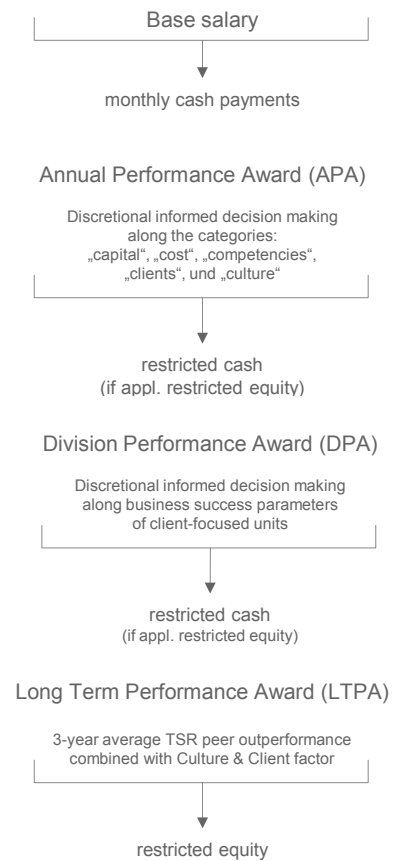 Base salary
monthly cash payments
Annual Performance Award (APA)
Discretional informed decision making
along the categories:
„capital“, „cost“, „competencies“,
„clients“, und „culture“
restricted cash
(if appl. restricted equity)
Division Performance Award (DPA)
Discretional informed decision making
along business success parameters
of client-focused units
restricted cash
(if appl. restricted equity)
Long Term Performance Award (LTPA)
3-year average TSR peer outperformance
combined with Culture & Client factor
restricted equity